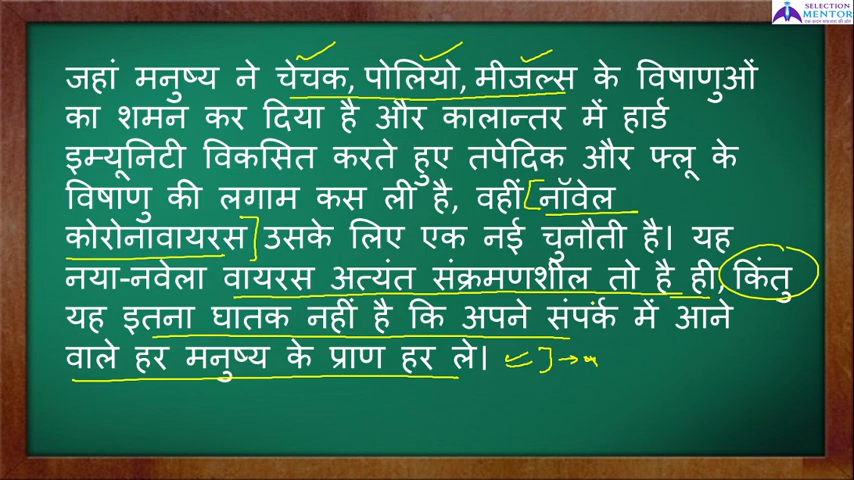 SELECTION
MENTOR
जहां मनुष्य ने चेचक, पोलियो, मीजल्स के विषाणुओं
का शमन कर दिया है और कालान्तर में हार्ड
इम्यूनिटी विकसित करते हुए तपेदिक और फ्लू के
विषाणु की लगाम कस ली है, वहीं नॉवेल
कोरोनावायरस उसके लिए एक नई चुनौती है। यह
नया-नवेला वायरस अत्यंत संक्रमणशील तो है ही, किंतु
यह इतना घातक नहीं है कि अपने संपर्क में आने
वाले हर मनुष्य के प्राण हर ले।